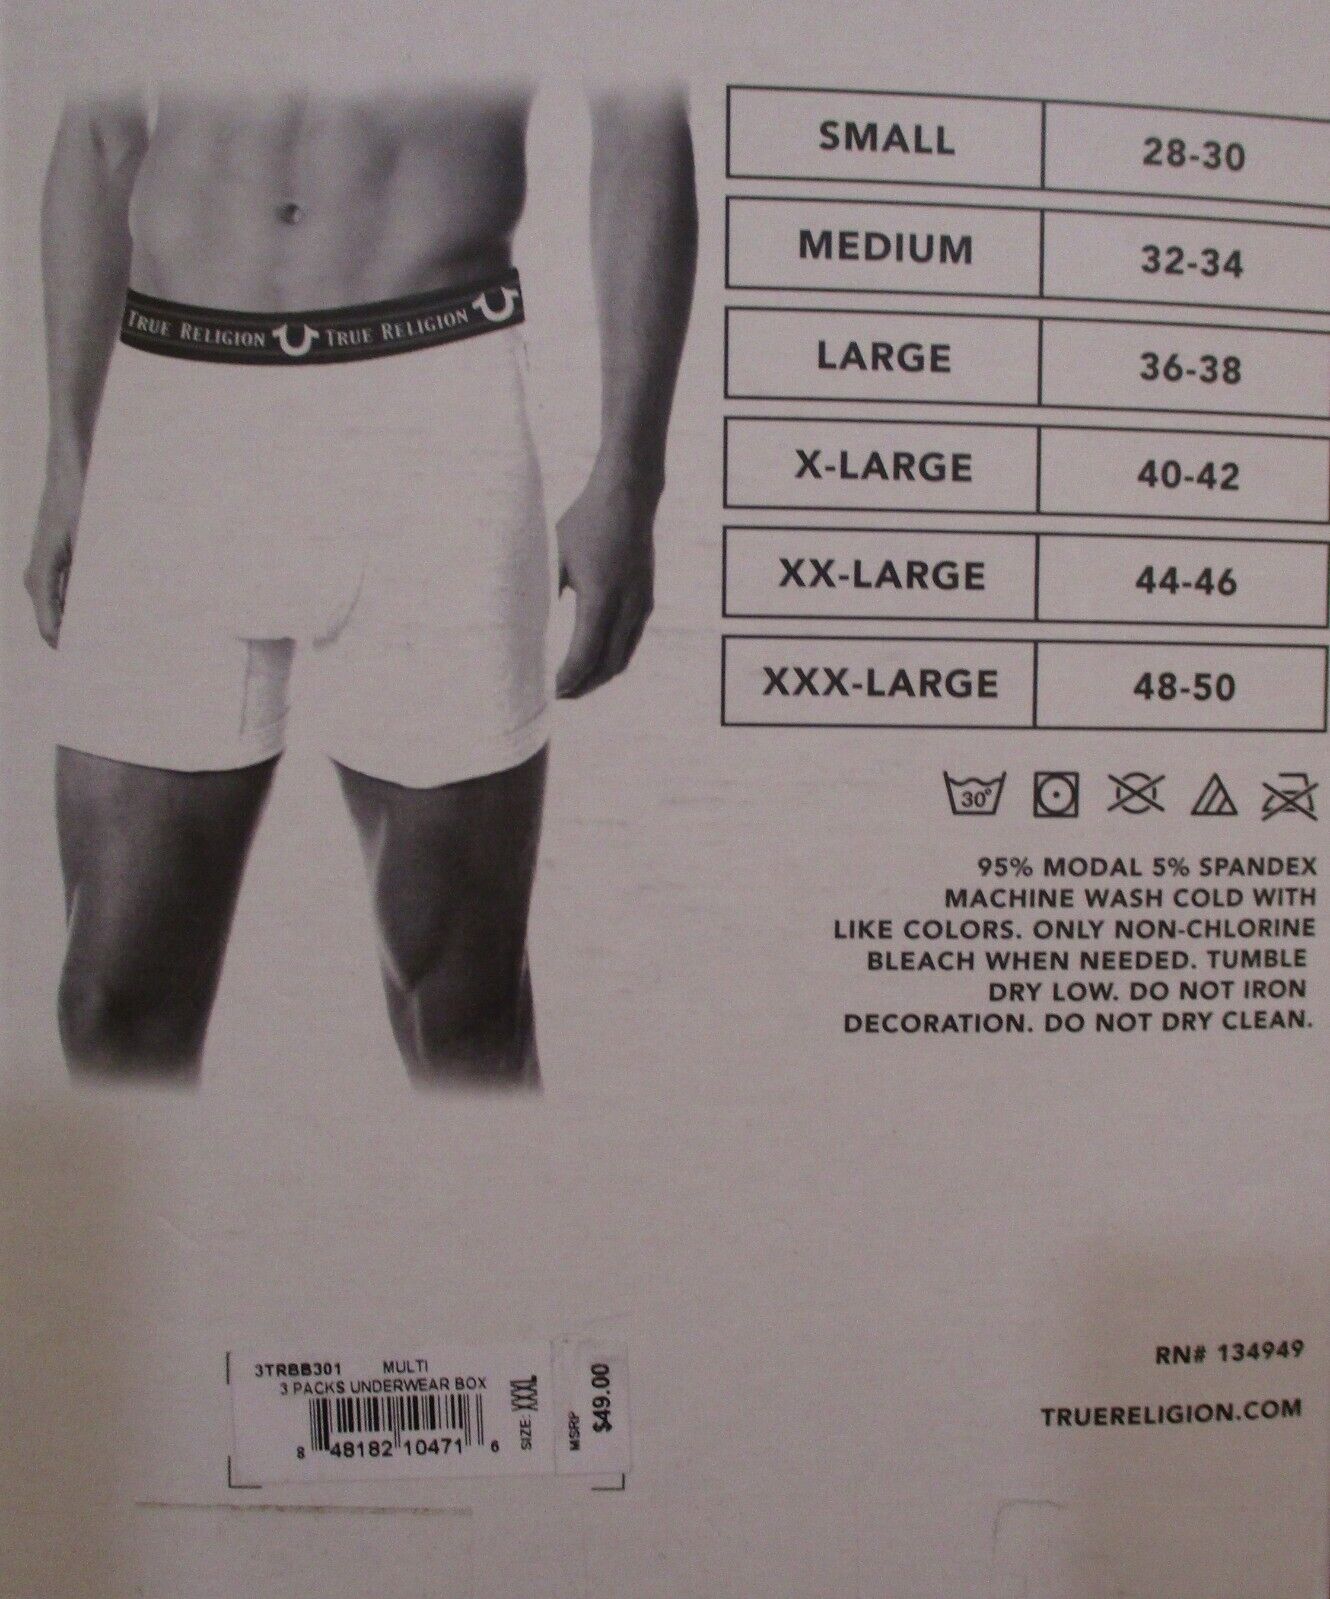 TRUE RELIGION TRUE RELIGION
SMALL 28-30
MEDIUM 32-34
LARGE 36-38
X-LARGE 40-42
XX-LARGE 44-46
XXX-LARGE 48-50
30°
95% MODAL 5% SPANDEX
MACHINE WASH COLD WITH
LIKE COLORS. ONLY NON-CHLORINE
BLEACH WHEN NEEDED. TUMBLE
DRY LOW. DO NOT IRON
DECORATION. DO NOT DRY CLEAN.
3TRBB301 MULTI
3 PACKS UNDERWEAR BOX
8 48182 10471 6
SIZE: XXXL
MSRP
$49.00
RN# 134949
TRUERELIGION.COM